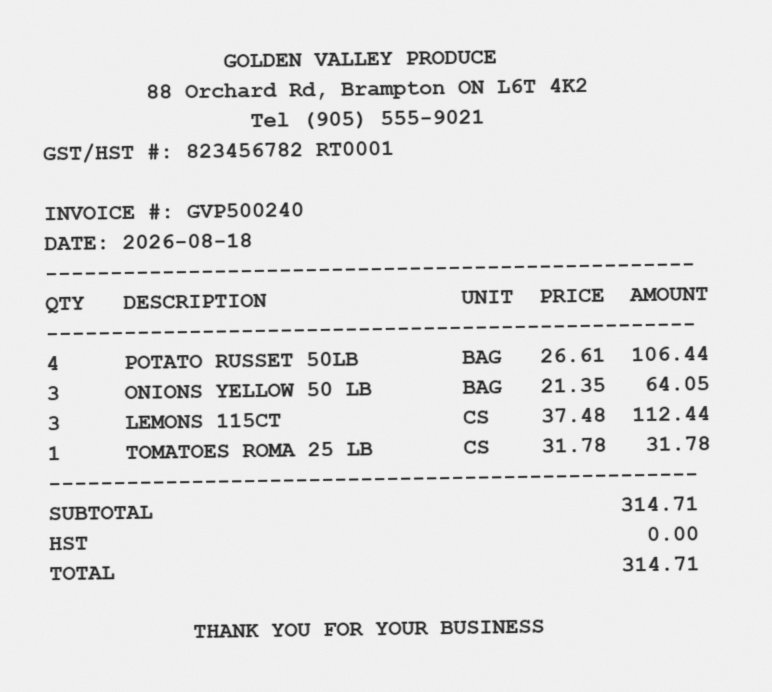 GOLDEN VALLEY PRODUCE
88 Orchard Rd, Brampton ON L6T 4K2
Tel (905) 555-9021
GST/HST #: 823456782 RT0001
INVOICE #: GVP500240
DATE: 2026-08-18
--------------------------------------------------
QTY DESCRIPTION UNIT PRICE AMOUNT
--------------------------------------------------
4 POTATO RUSSET 50LB BAG 26.61 106.44
3 ONIONS YELLOW 50 LB BAG 21.35 64.05
3 LEMONS 115CT CS 37.48 112.44
1 TOMATOES ROMA 25 LB CS 31.78 31.78
--------------------------------------------------
SUBTOTAL 314.71
HST 0.00
TOTAL 314.71
THANK YOU FOR YOUR BUSINESS